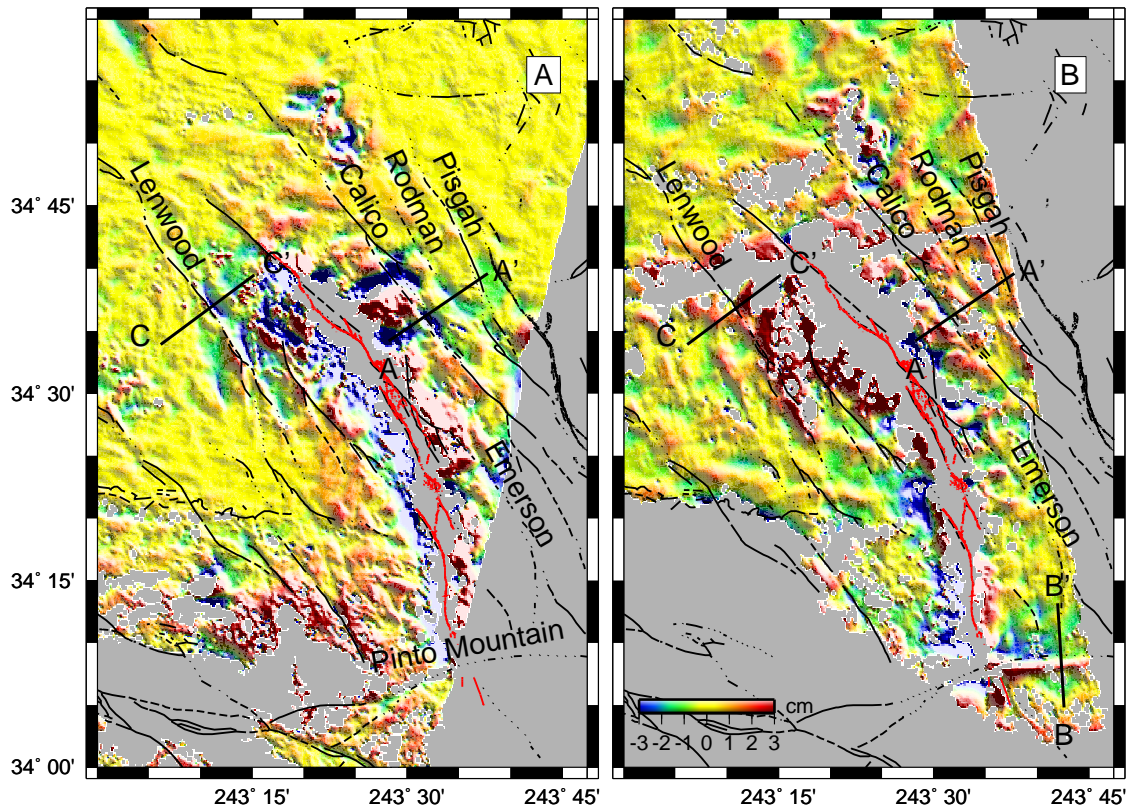 A
B
Lenwood
Calico
Rodman
Pisgah
Lenwood
Calico
Rodman
Pisgah
34° 45'
C'
A'
C'
A'
C
C
34° 30'
A
A
Emerson
Emerson
34° 15'
B'
Pinto Mountain
cm
-3 -2 -1 0 1 2 3
B
34° 00'
243° 15'
243° 30'
243° 45'
243° 15'
243° 30'
243° 45'